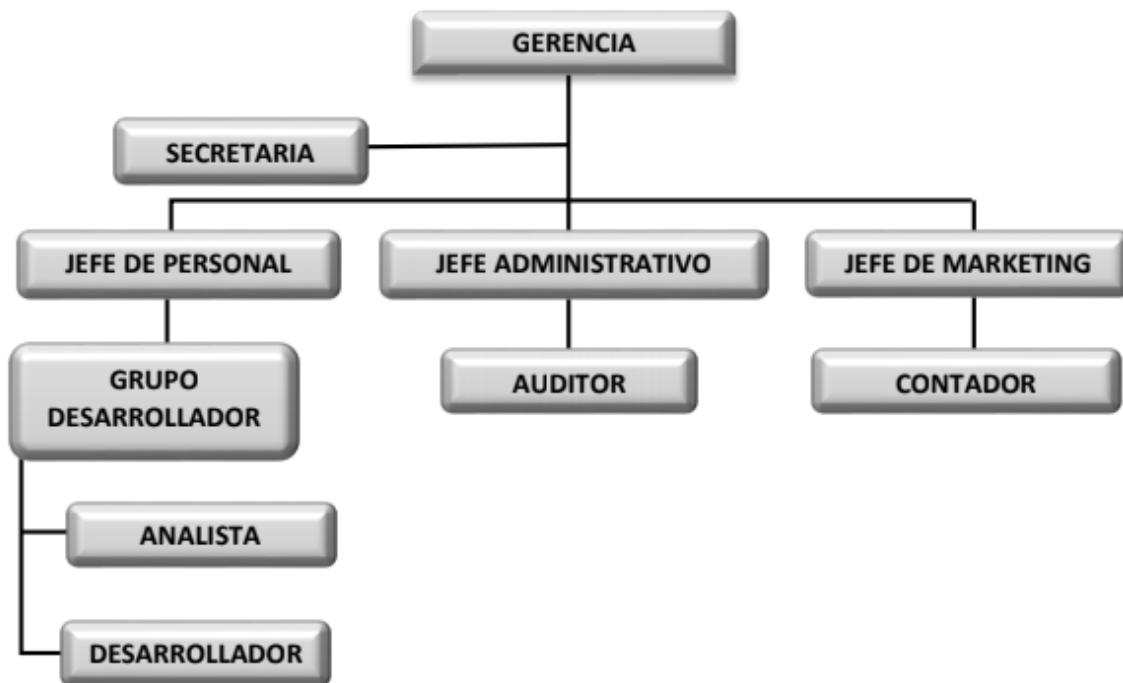 GERENCIA
SECRETARIA
JEFE DE PERSONAL
JEFE ADMINISTRATIVO
JEFE DE MARKETING
GRUPO
DESARROLLADOR
AUDITOR
CONTADOR
ANALISTA
DESARROLLADOR